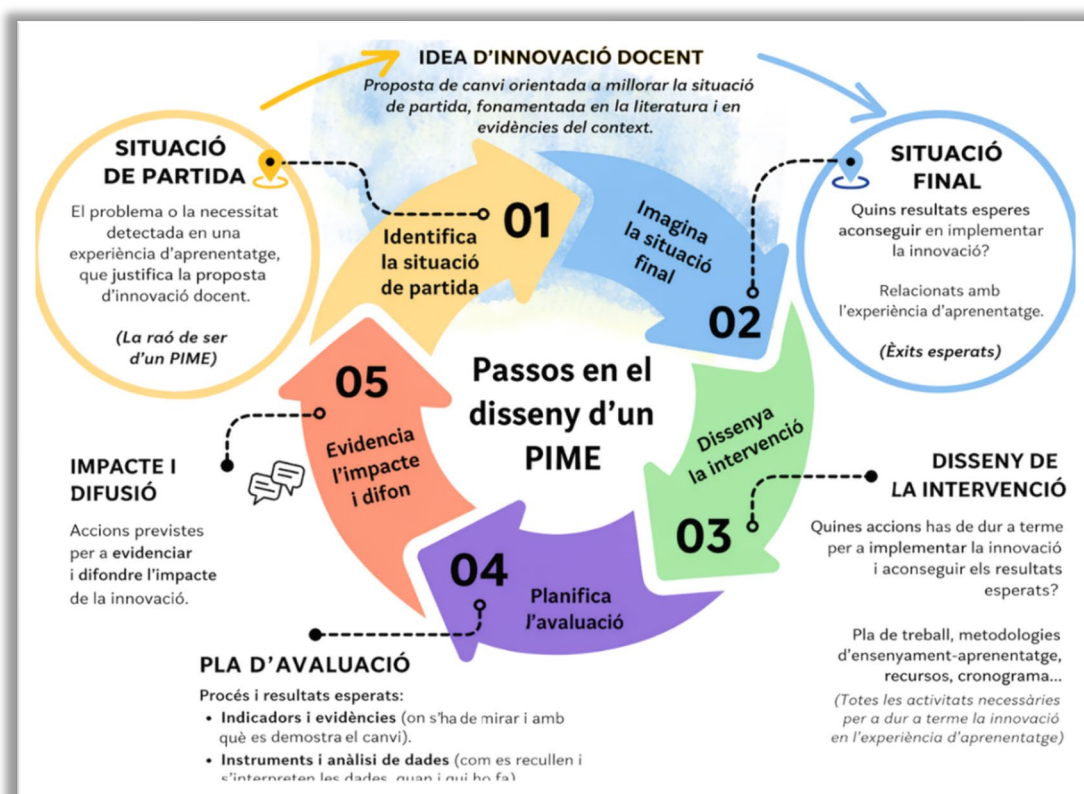 IDEA D'INNOVACIÓ DOCENT
Proposta de canvi orientada a millorar la situació
de partida, fonamentada en la literatura i en
evidències del context.
SITUACIÓ
DE PARTIDA
El problema o la necessitat
detectada en una
experiència d'aprenentatge,
que justifica la proposta
d'innovació docent.
(La raó de ser
d'un PIME)
01
Identifica
la situació
de partida
Imagina
la situació
final
02
SITUACIÓ
FINAL
Quins resultats esperes
aconseguir en implementar
la innovació?
Relacionats amb
l'experiència d'aprenentatge.
(Èxits esperats)
Passos en el
disseny d'un
PIME
Dissenya
la intervenció
03
DISSENY DE
LA INTERVENCIÓ
Quines accions has de dur a terme
per a implementar la innovació
i aconseguir els resultats
esperats?
Pla de treball, metodologies
d'ensenyament-aprenentatge,
recursos, cronograma...
(Totes les activitats necessàries
per a dur a terme la innovació
en l'experiència d'aprenentatge)
04
Planifica
l'avaluació
PLA D'AVALUACIÓ
Procés i resultats esperats:
• Indicadors i evidències (on s'ha de mirar i amb
què es demostra el canvi).
• Instruments i anàlisi de dades (com es recullen i
s'interpreten les dades, quan i qui ho fa)
05
Evidencia
l'impacte
i difon
IMPACTE I
DIFUSIÓ
Accions previstes
per a evidenciar
i difondre l'impacte
de la innovació.